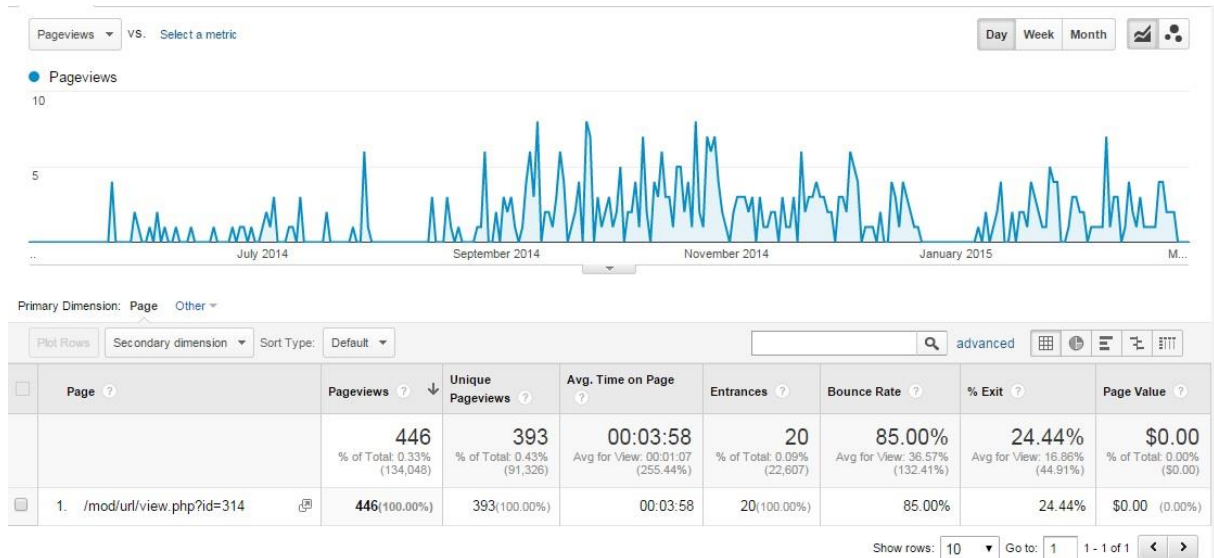 Pageviews VS. Select a metric Day Week Month
Pageviews
10
5
.. July 2014 September 2014 November 2014 January 2015 M...
Primary Dimension: Page Other
Plot Rows Secondary dimension Sort Type: Default advanced
Page ? Pageviews ? Unique Pageviews ? Avg. Time on Page ? Entrances ? Bounce Rate ? % Exit ? Page Value ?
446 393 00:03:58 20 85.00% 24.44% $0.00
% of Total: 0.33% (134,048) % of Total: 0.43% (91,326) Avg for View: 00:01:07 (255.44%) % of Total: 0.09% (22,607) Avg for View: 36.57% (132.41%) Avg for View: 16.86% (44.91%) % of Total: 0.00% ($0.00)
1. /mod/url/view.php?id=314 446(100.00%) 393(100.00%) 00:03:58 20(100.00%) 85.00% 24.44% $0.00 (0.00%)
Show rows: 10 Go to: 1 1 - 1 of 1